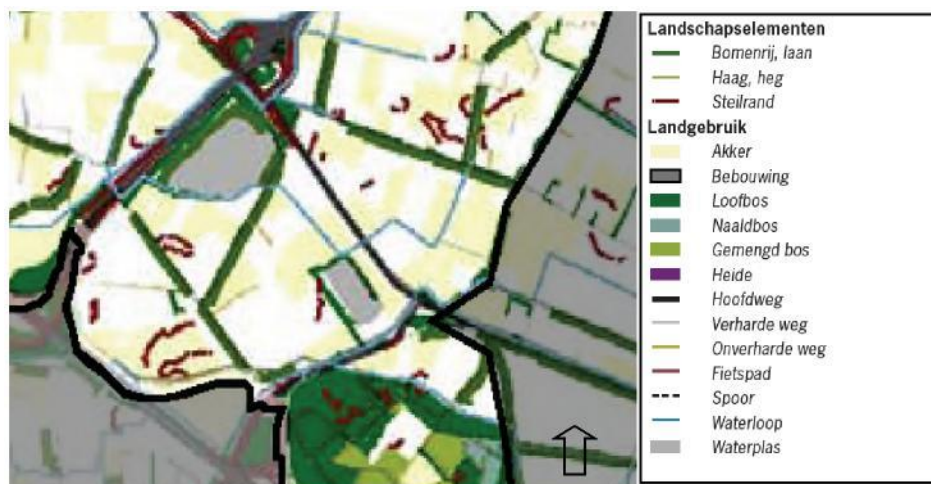 Landschapselementen
Bomenrij, laan
Haag, heg
Steilrand
Landgebruik
Akker
Bebouwing
Loofbos
Naaldbos
Gemengd bos
Heide
Hoofdweg
Verharde weg
Onverharde weg
Fietspad
Spoor
Waterloop
Waterplas